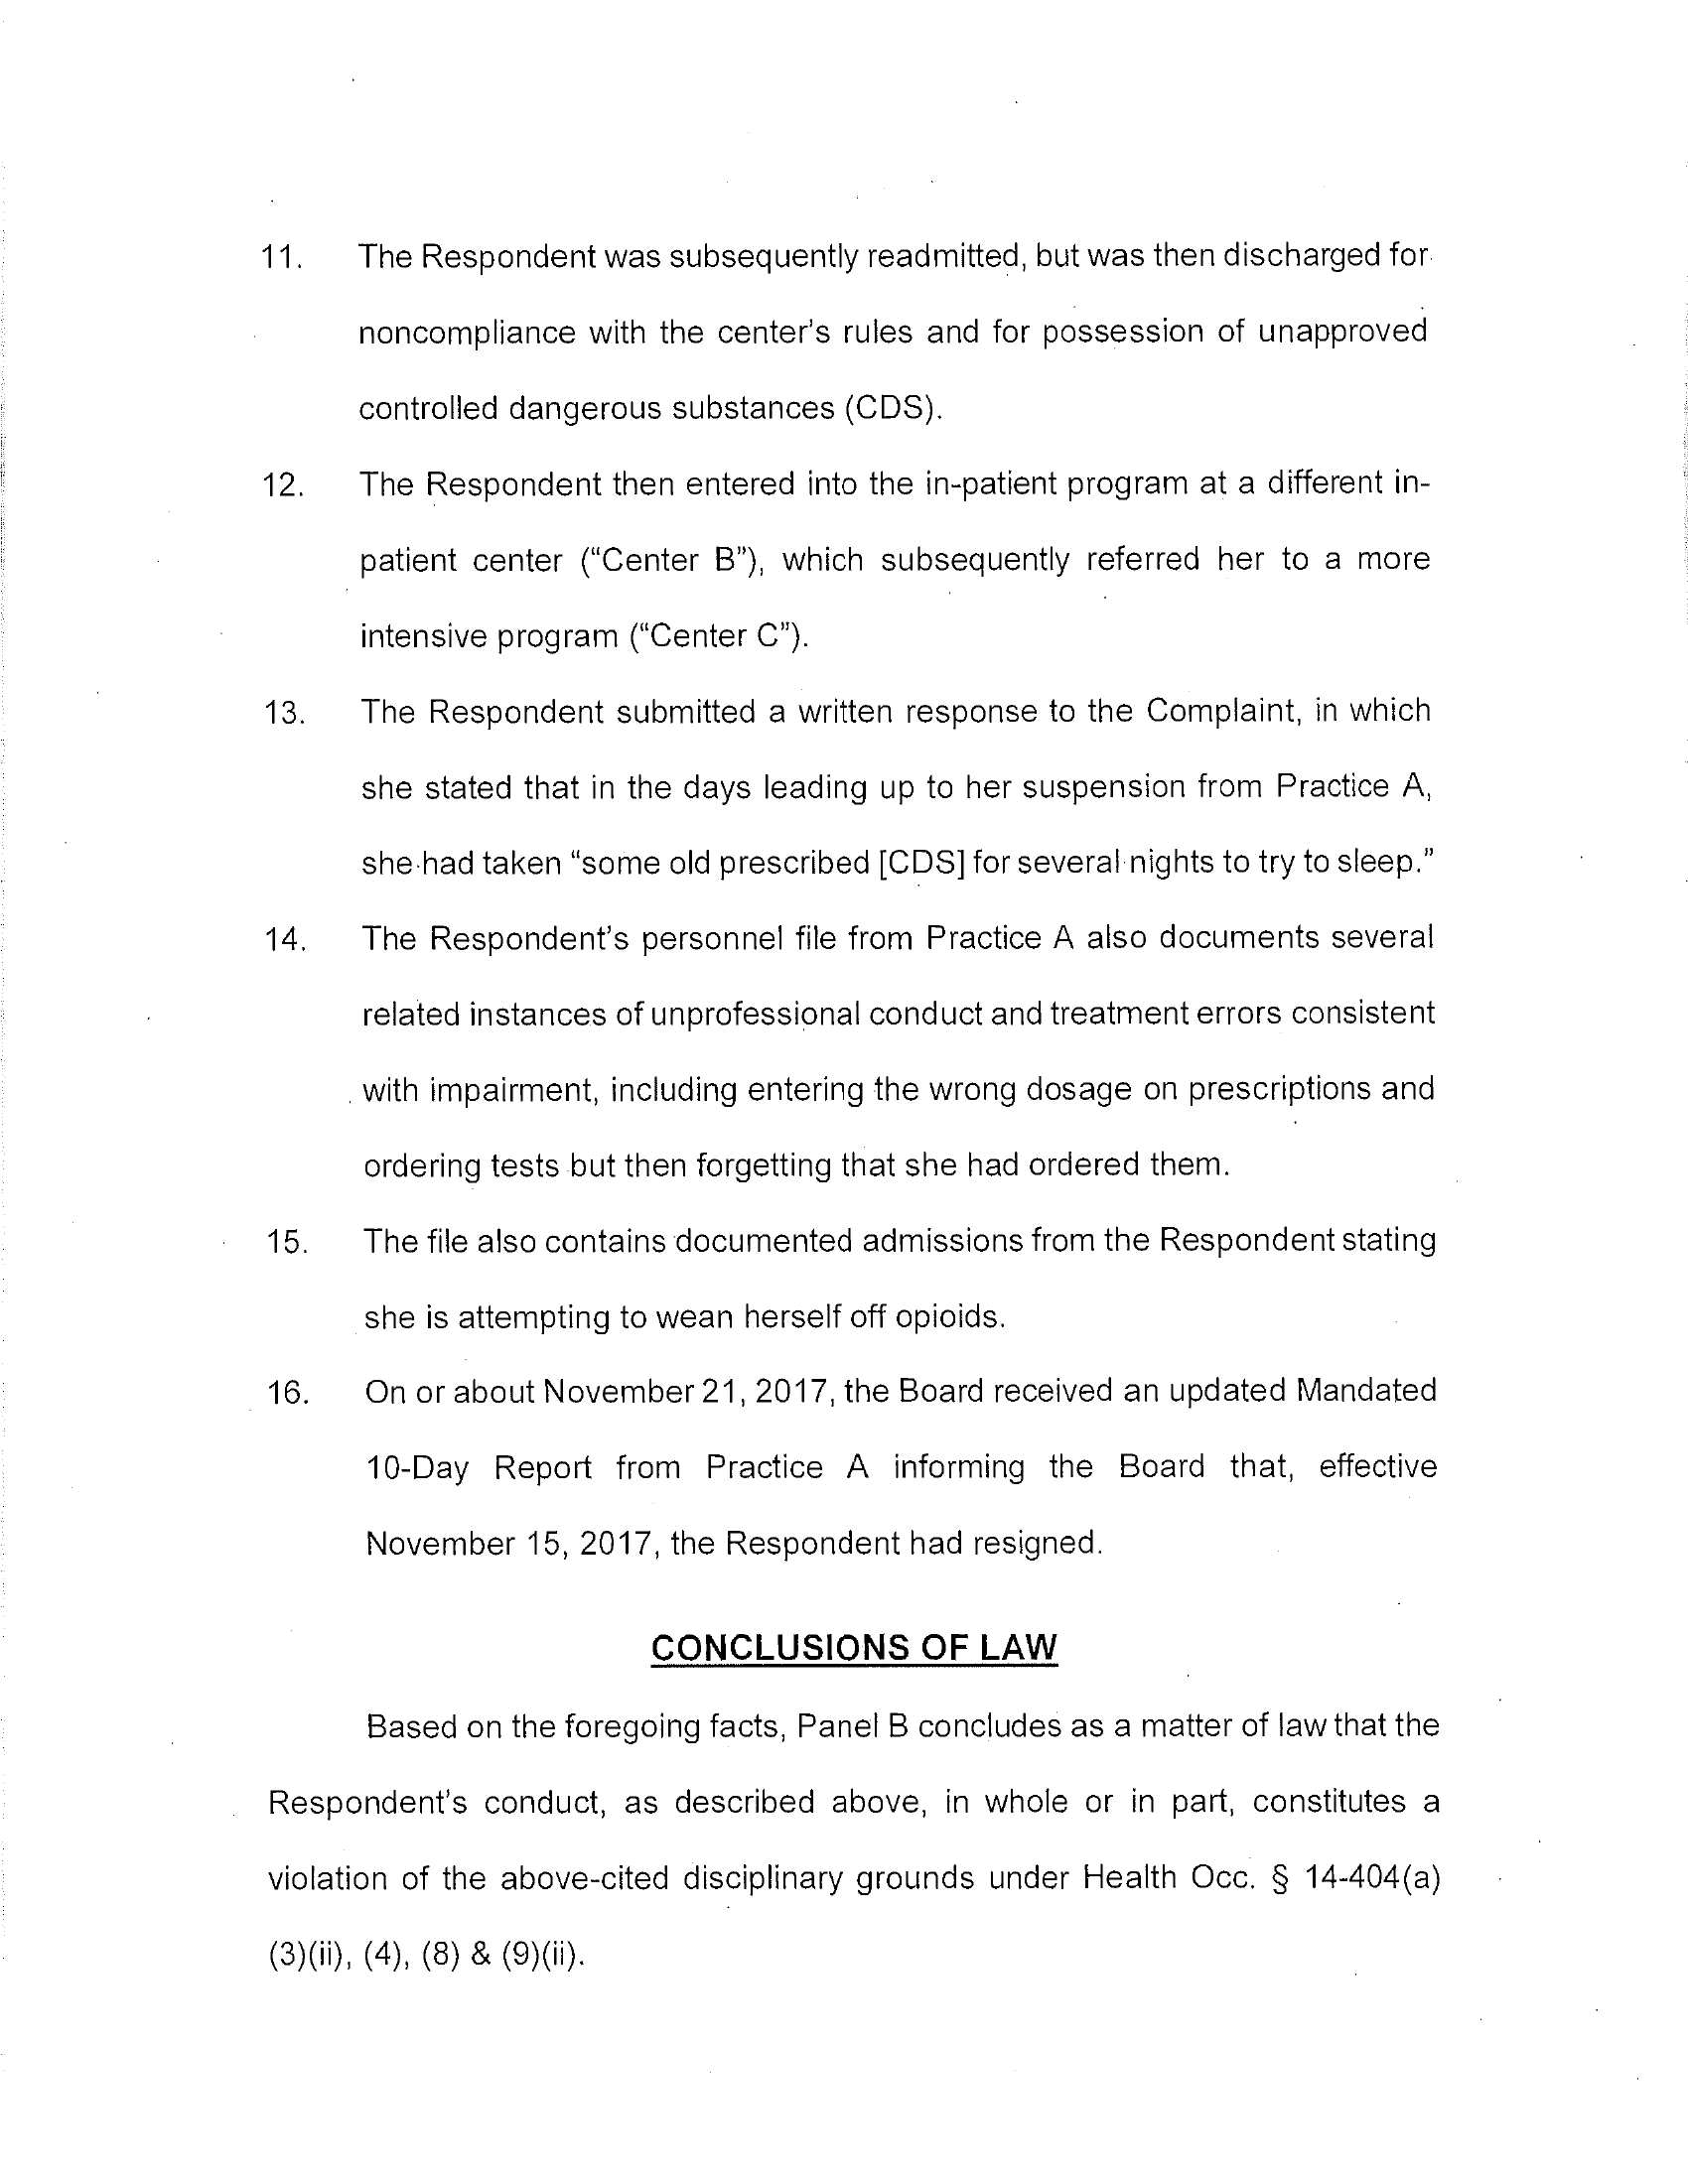 11. The Respondent was subsequently readmitted, but was then discharged for
noncompliance with the center's rules and for possession of unapproved
controlled dangerous substances (CDS).
12. The Respondent then entered into the in-patient program at a different in-
patient center (“Center B”), which subsequently referred her to a more
intensive program (“Center C”).
13. The Respondent submitted a written response to the Complaint, in which
she stated that in the days leading up to her suspension from Practice A,
she had taken “some old prescribed [CDS] for several nights to try to sleep.”
14. The Respondent's personnel file from Practice A also documents several
related instances of unprofessional conduct and treatment errors consistent
with impairment, including entering the wrong dosage on prescriptions and
ordering tests but then forgetting that she had ordered them.
15. The file also contains documented admissions from the Respondent stating
she is attempting to wean herself off opioids.
16. On or about November 21, 2017, the Board received an updated Mandated
10-Day Report from Practice A informing the Board that, effective
November 15, 2017, the Respondent had resigned.
CONCLUSIONS OF LAW
Based on the foregoing facts, Panel B concludes as a matter of law that the
Respondent's conduct, as described above, in whole or in part, constitutes a
violation of the above-cited disciplinary grounds under Health Occ. § 14-404(a)
(3)(ii), (4), (8) & (9)(ii).